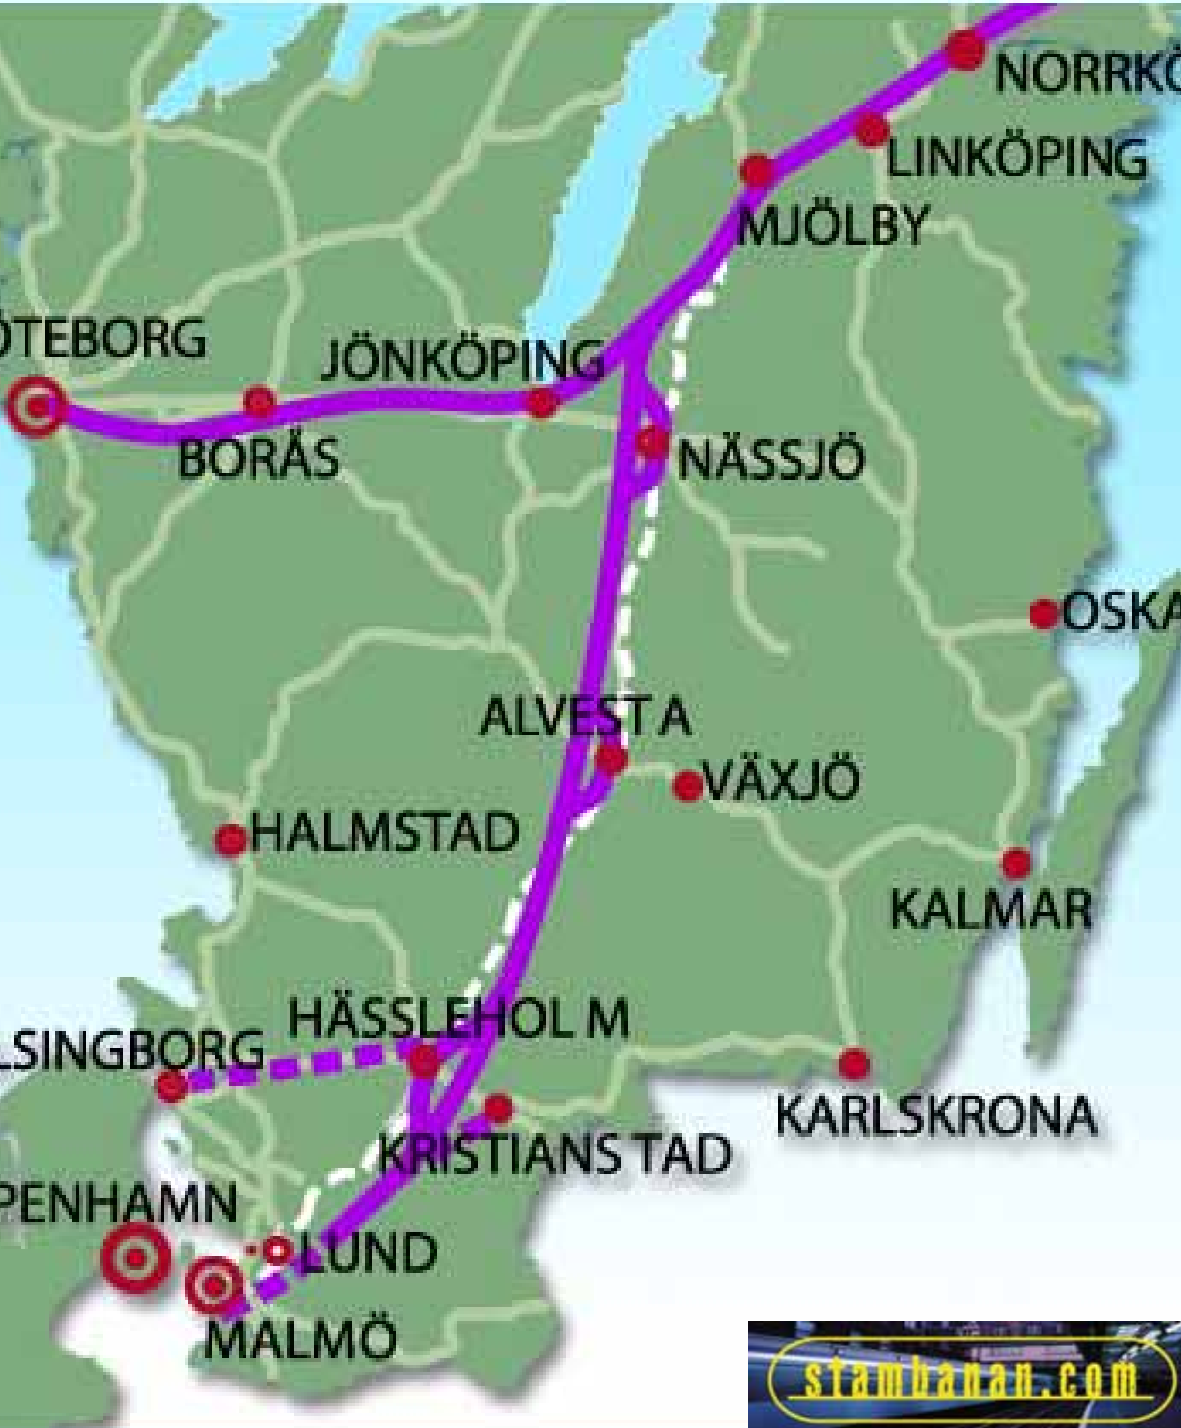 NORRKÖ
LINKÖPING
MJÖLBY
ÖTEBORG
JÖNKÖPING
BORÅS
NÄSSJÖ
OSKA
ALVESTA
VÄXJÖ
HALMSTAD
KALMAR
HÄSSLEHOLM
LSINGBORG
KARLSKRONA
KRISTIANSTAD
PENHAMN
LUND
MALMÖ
stambanan.com